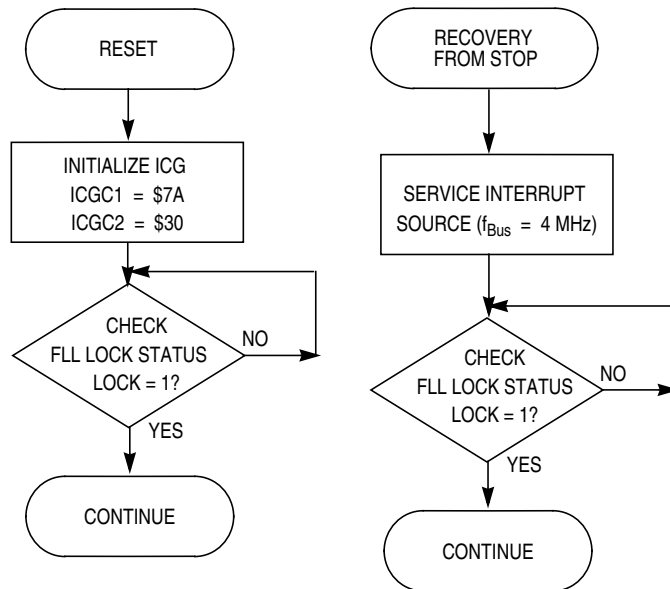 RESET
INITIALIZE ICG
ICGC1 = $7A
ICGC2 = $30
CHECK
FLL LOCK STATUS
LOCK = 1?
NO
YES
CONTINUE
RECOVERY
FROM STOP
SERVICE INTERRUPT
SOURCE (fBus = 4 MHz)
CHECK
FLL LOCK STATUS
LOCK = 1?
NO
YES
CONTINUE